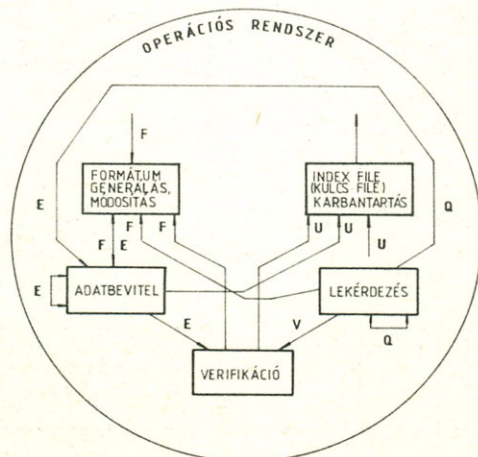 OPERÁCIÓS RENDSZER
F
FORMÁTUM
GENERÁLÁS,
MÓDOSÍTÁS
INDEX FILE
(KULCS FILE)
KARBANTARTÁS
E
Q
F
F
U
U
F
E
U
E
ADATBEVITEL
LEKÉRDEZÉS
E
V
Q
VERIFIKÁCIÓ